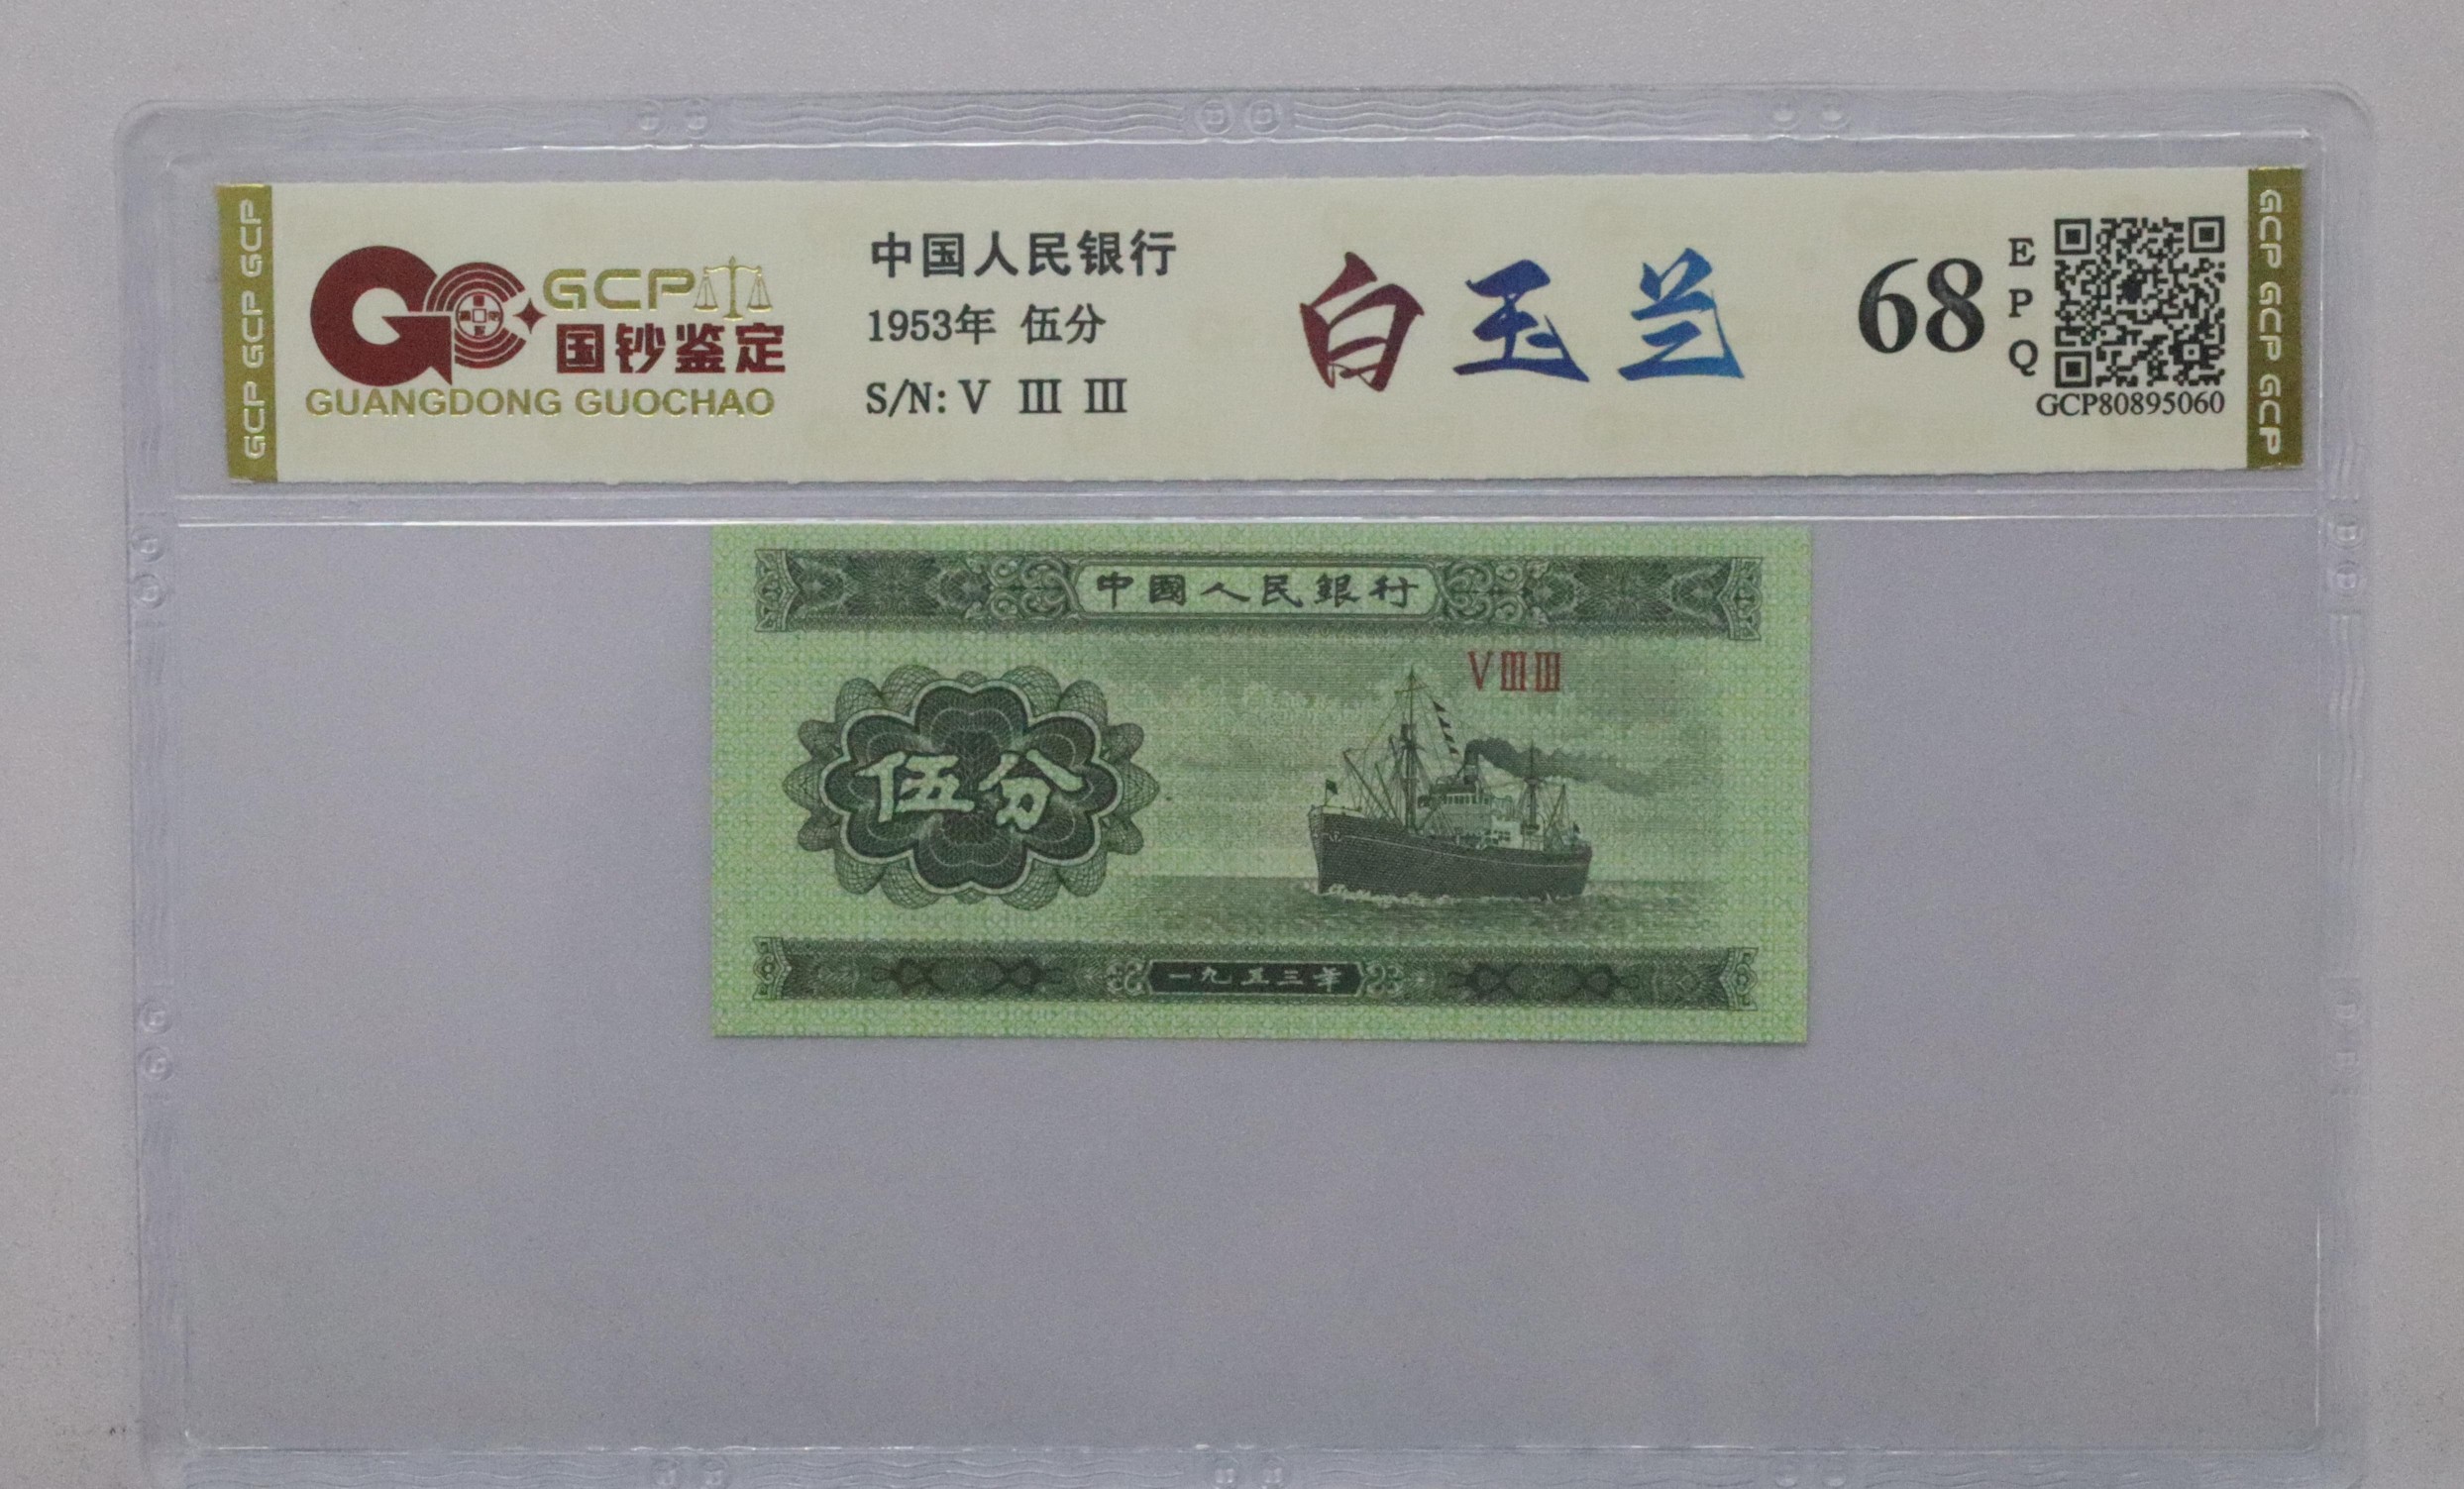 GCP GCP GCP
GCP
国钞鉴定
GUANGDONG GUOCHAO
中国人民银行
1953年 伍分
S/N: V Ⅲ Ⅲ
白玉兰
68
E
P
Q
GCP80895060
GCP GCP GCP
中國人民銀行
VⅢⅢ
伍分
一九五三年